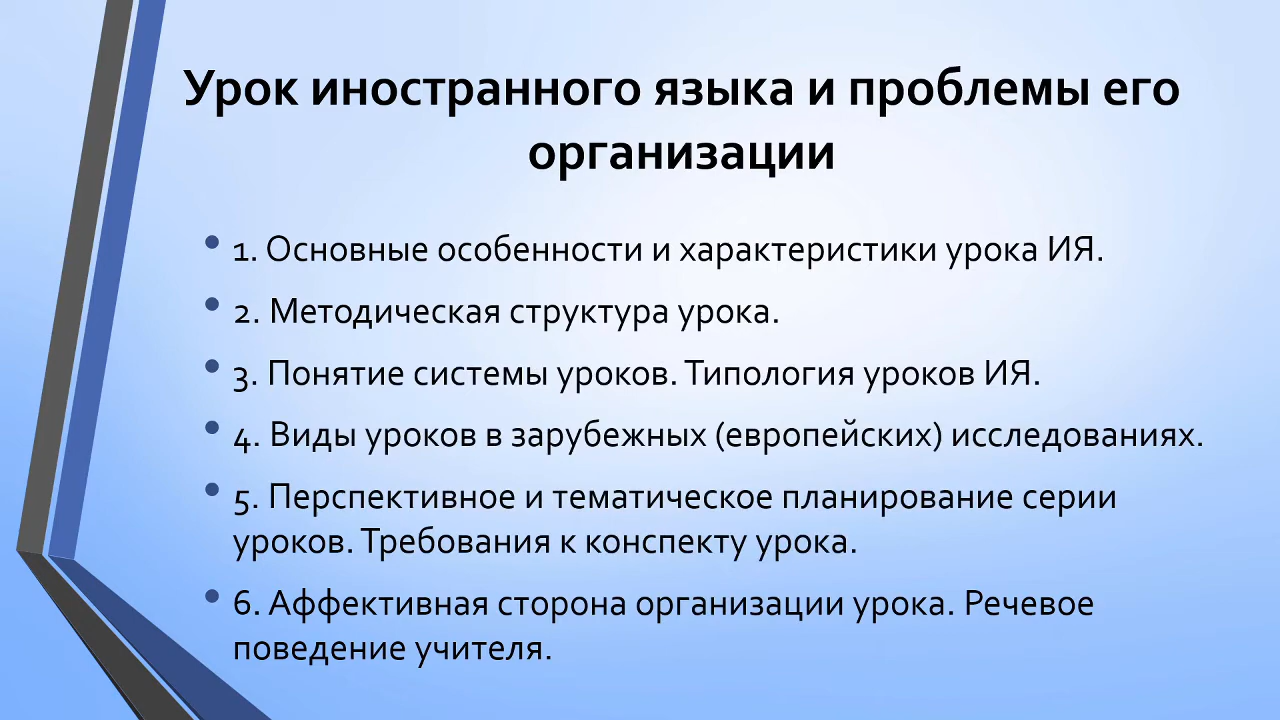 Урок иностранного языка и проблемы его
организации
• 1. Основные особенности и характеристики урока ИЯ.
• 2. Методическая структура урока.
• 3. Понятие системы уроков. Типология уроков ИЯ.
• 4. Виды уроков в зарубежных (европейских) исследованиях.
• 5. Перспективное и тематическое планирование серии
уроков. Требования к конспекту урока.
• 6. Аффективная сторона организации урока. Речевое
поведение учителя.